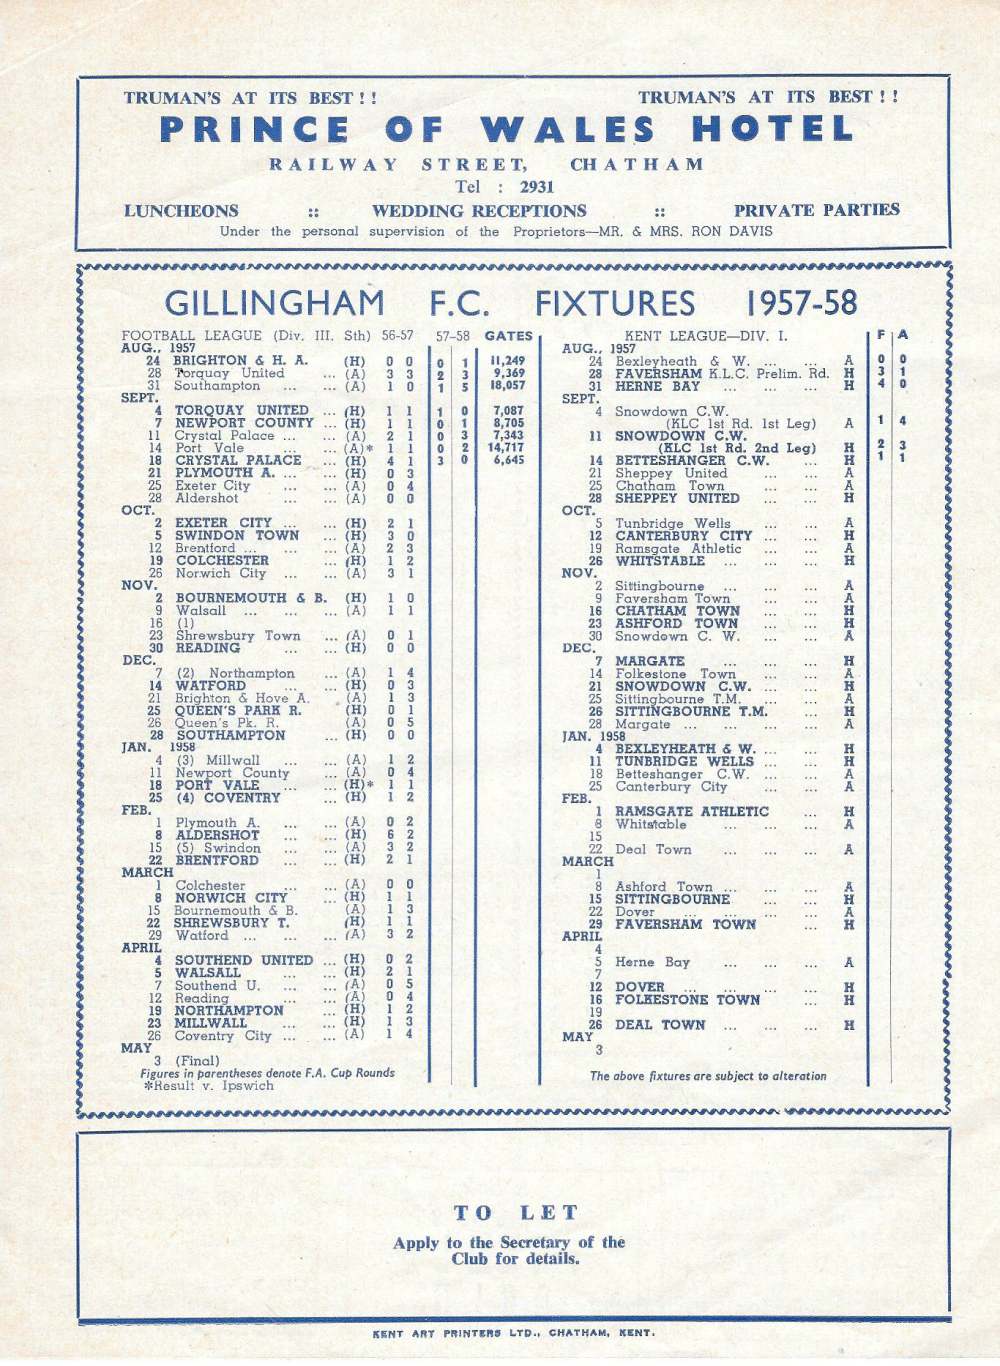 TRUMAN'S AT ITS BEST ! ! TRUMAN'S AT ITS BEST ! !
PRINCE OF WALES HOTEL
RAILWAY STREET, CHATHAM
Tel : 2931
LUNCHEONS :: WEDDING RECEPTIONS :: PRIVATE PARTIES
Under the personal supervision of the Proprietors—MR. & MRS. RON DAVIS
GILLINGHAM F.C. FIXTURES 1957-58
FOOTBALL LEAGUE (Div. III. Sth) 56-57 57-58 GATES
AUG., 1957
24 BRIGHTON & H. A. (H) 0 0 0 1 11,249
28 Torquay United ... (A) 3 3 2 3 9,369
31 Southampton ... ... (A) 1 0 1 5 18,057
SEPT.
4 TORQUAY UNITED ... (H) 1 1 1 0 7,087
7 NEWPORT COUNTY ... (H) 1 1 0 1 8,705
11 Crystal Palace ... ... (A) 2 1 0 3 7,343
14 Port Vale ... ... (A)* 1 1 0 2 14,717
18 CRYSTAL PALACE ... (H) 4 1 3 0 6,645
21 PLYMOUTH A. ... ... (H) 0 3
25 Exeter City ... ... (A) 0 4
28 Aldershot ... ... (A) 0 0
OCT.
2 EXETER CITY ... ... (H) 2 1
5 SWINDON TOWN ... (H) 3 0
12 Brentford ... ... ... (A) 2 3
19 COLCHESTER ... (H) 1 2
26 Norwich City ... ... (A) 3 1
NOV.
2 BOURNEMOUTH & B. (H) 1 0
9 Walsall ... ... ... (A) 1 1
16 (1)
23 Shrewsbury Town ... (A) 0 1
30 READING ... ... (H) 0 0
DEC.
7 (2) Northampton ... (A) 1 4
14 WATFORD ... ... (H) 0 3
21 Brighton & Hove A. (A) 1 3
25 QUEEN'S PARK R. (H) 0 1
26 Queen's Pk. R. (A) 0 5
28 SOUTHAMPTON ... (H) 0 0
JAN. 1958
4 (3) Millwall ... ... (A) 1 2
11 Newport County ... (A) 0 4
18 PORT VALE ... ... (H)* 1 1
25 (4) COVENTRY ... (H) 1 2
FEB.
1 Plymouth A. ... ... (A) 0 2
8 ALDERSHOT ... ... (H) 6 2
15 (5) Swindon ... ... (A) 3 2
22 BRENTFORD ... ... (H) 2 1
MARCH
1 Colchester ... ... (A) 0 0
8 NORWICH CITY ... (H) 1 1
15 Bournemouth & B. (A) 1 3
22 SHREWSBURY T. (H) 1 1
29 Watford ... ... ... (A) 3 2
APRIL
4 SOUTHEND UNITED ... (H) 0 2
5 WALSALL ... ... (H) 2 1
7 Southend U. ... ... (A) 0 5
12 Reading ... ... (A) 0 4
19 NORTHAMPTON ... (H) 1 2
23 MILLWALL ... ... (H) 1 3
26 Coventry City ... ... (A) 1 4
MAY
3 (Final)
Figures in parentheses denote F.A. Cup Rounds
*Result v. Ipswich
KENT LEAGUE—DIV. I. F A
AUG., 1957
24 Bexleyheath & W. ... ... A 0 0
28 FAVERSHAM K.L.C. Prelim. Rd. H 3 1
31 HERNE BAY ... ... ... H 4 0
SEPT.
4 Snowdown C.W.
(KLC 1st Rd. 1st Leg) A 1 4
11 SNOWDOWN C.W.
(KLC 1st Rd. 2nd Leg) H 2 3
14 BETTESHANGER C.W. ... H 1 1
21 Sheppey United ... ... A
25 Chatham Town ... ... A
28 SHEPPEY UNITED ... ... H
OCT.
5 Tunbridge Wells ... ... A
12 CANTERBURY CITY ... ... H
19 Ramsgate Athletic ... ... A
26 WHITSTABLE ... ... ... H
NOV.
2 Sittingbourne ... ... ... A
9 Faversham Town ... ... A
16 CHATHAM TOWN ... ... H
23 ASHFORD TOWN ... ... H
30 Snowdown C. W. ... ... A
DEC.
7 MARGATE ... ... ... H
14 Folkestone Town ... ... A
21 SNOWDOWN C.W. ... ... H
25 Sittingbourne T.M. ... ... A
26 SITTINGBOURNE T.M. ... H
28 Margate ... ... ... ... A
JAN. 1958
4 BEXLEYHEATH & W. ... ... H
11 TUNBRIDGE WELLS ... ... H
18 Betteshanger C.W. ... ... A
25 Canterbury City ... ... A
FEB.
1 RAMSGATE ATHLETIC ... H
8 Whitstable ... ... ... A
15
22 Deal Town ... ... ... A
MARCH
1
8 Ashford Town ... ... ... A
15 SITTINGBOURNE ... ... H
22 Dover ... ... ... ... A
29 FAVERSHAM TOWN ... H
APRIL
4
5 Herne Bay ... ... ... A
7
12 DOVER ... ... ... ... H
16 FOLKESTONE TOWN ... H
19
26 DEAL TOWN ... ... ... H
MAY
3
The above fixtures are subject to alteration
TO LET
Apply to the Secretary of the
Club for details.
KENT ART PRINTERS LTD., CHATHAM, KENT.